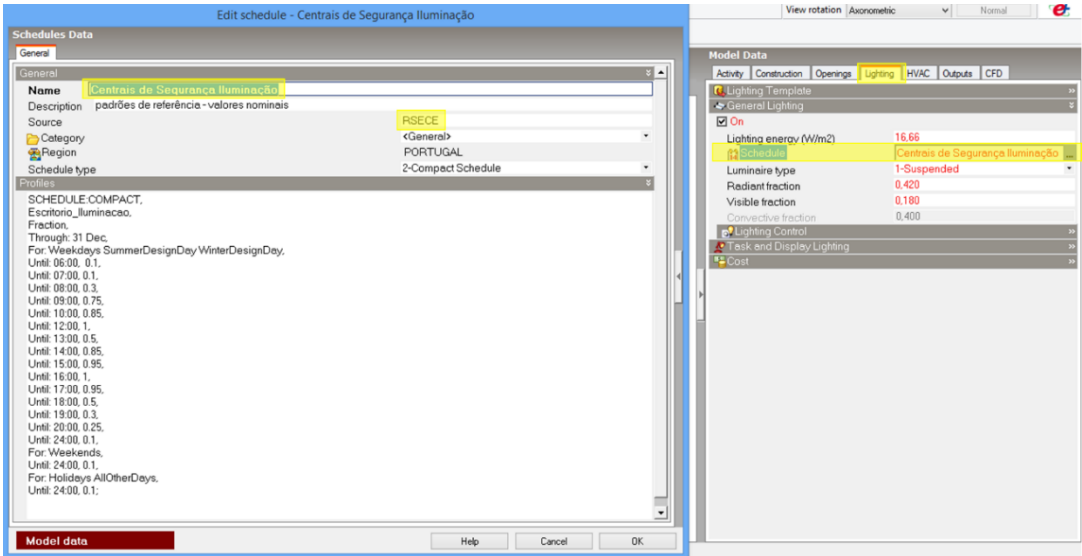 Edit schedule - Centrais de Segurança Iluminação
Schedules Data
General
General
Name Centrais de Segurança Iluminação
Description padrões de referência - valores nominais
Source RSECE
Category <General>
Region PORTUGAL
Schedule type 2-Compact Schedule
Profiles
SCHEDULE:COMPACT,
Escritorio_Iluminacao,
Fraction,
Through: 31 Dec,
For: Weekdays SummerDesignDay WinterDesignDay,
Until: 06:00, 0.1,
Until: 07:00, 0.1,
Until: 08:00, 0.3,
Until: 09:00, 0.75,
Until: 10:00, 0.85,
Until: 12:00, 1,
Until: 13:00, 0.5,
Until: 14:00, 0.85,
Until: 15:00, 0.95,
Until: 16:00, 1,
Until: 17:00, 0.95,
Until: 18:00, 0.5,
Until: 19:00, 0.3,
Until: 20:00, 0.25,
Until: 24:00, 0.1,
For: Weekends,
Until: 24:00, 0.1,
For: Holidays AllOtherDays,
Until: 24:00, 0.1;
Model data
Help Cancel OK
View rotation Axonometric Normal
Model Data
Activity Construction Openings Lighting HVAC Outputs CFD
Lighting Template
General Lighting
On
Lighting energy (W/m2) 16,66
Schedule Centrais de Segurança Iluminação ...
Luminaire type 1-Suspended
Radiant fraction 0,420
Visible fraction 0,180
Convective fraction 0,400
Lighting Control
Task and Display Lighting
Cost